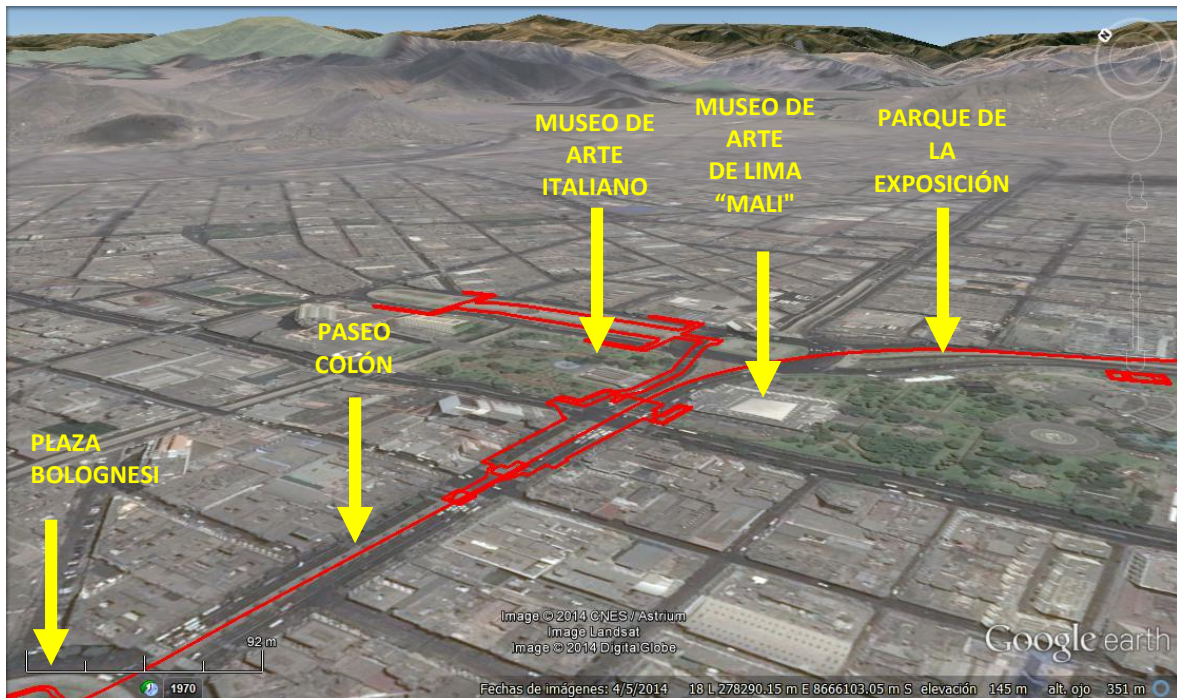 MUSEO DE
ARTE
ITALIANO
MUSEO DE
ARTE
DE LIMA
“MALI"
PARQUE DE
LA
EXPOSICIÓN
PASEO
COLÓN
PLAZA
BOLOGNESI
92 m
1970
Image © 2014 CNES / Astrium
Image Landsat
Image © 2014 DigitalGlobe
Google earth
Fechas de imágenes: 4/5/2014 18 L 278290.15 m E 8666103.05 m S elevación 145 m alt. ojo 351 m